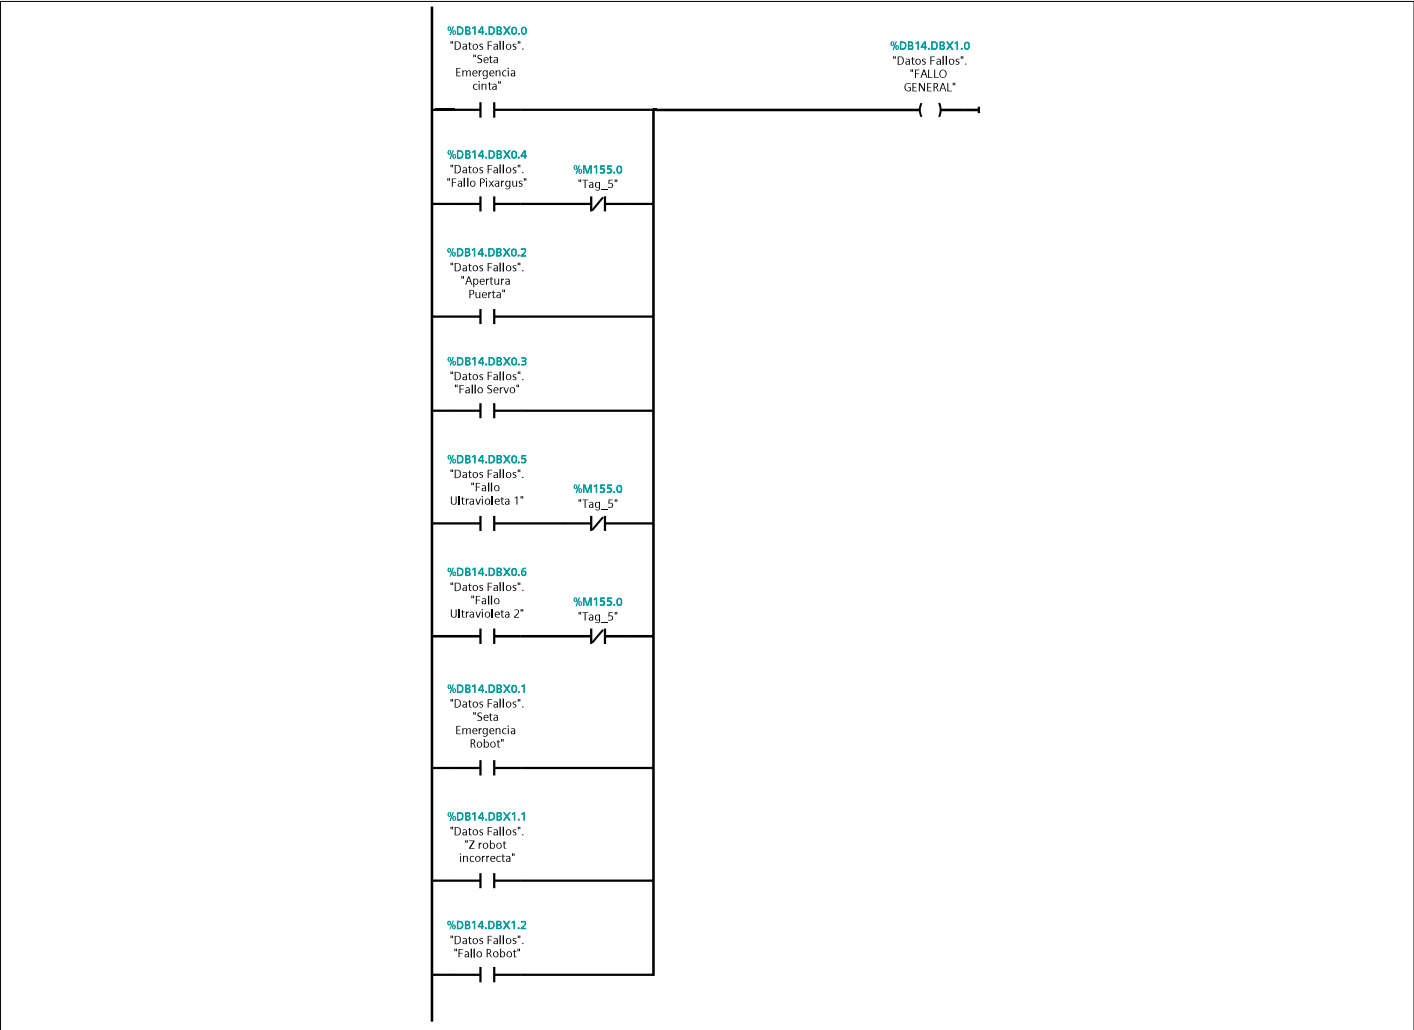 %DB14.DBX0.0
"Datos Fallos".
"Seta
Emergencia
cinta"
%DB14.DBX1.0
"Datos Fallos".
"FALLO
GENERAL"
%DB14.DBX0.4
"Datos Fallos".
"Fallo Pixargus"
%M155.0
"Tag_5"
%DB14.DBX0.2
"Datos Fallos".
"Apertura
Puerta"
%DB14.DBX0.3
"Datos Fallos".
"Fallo Servo"
%DB14.DBX0.5
"Datos Fallos".
"Fallo
Ultravioleta 1"
%M155.0
"Tag_5"
%DB14.DBX0.6
"Datos Fallos".
"Fallo
Ultravioleta 2"
%M155.0
"Tag_5"
%DB14.DBX0.1
"Datos Fallos".
"Seta
Emergencia
Robot"
%DB14.DBX1.1
"Datos Fallos".
"Z robot
incorrecta"
%DB14.DBX1.2
"Datos Fallos".
"Fallo Robot"